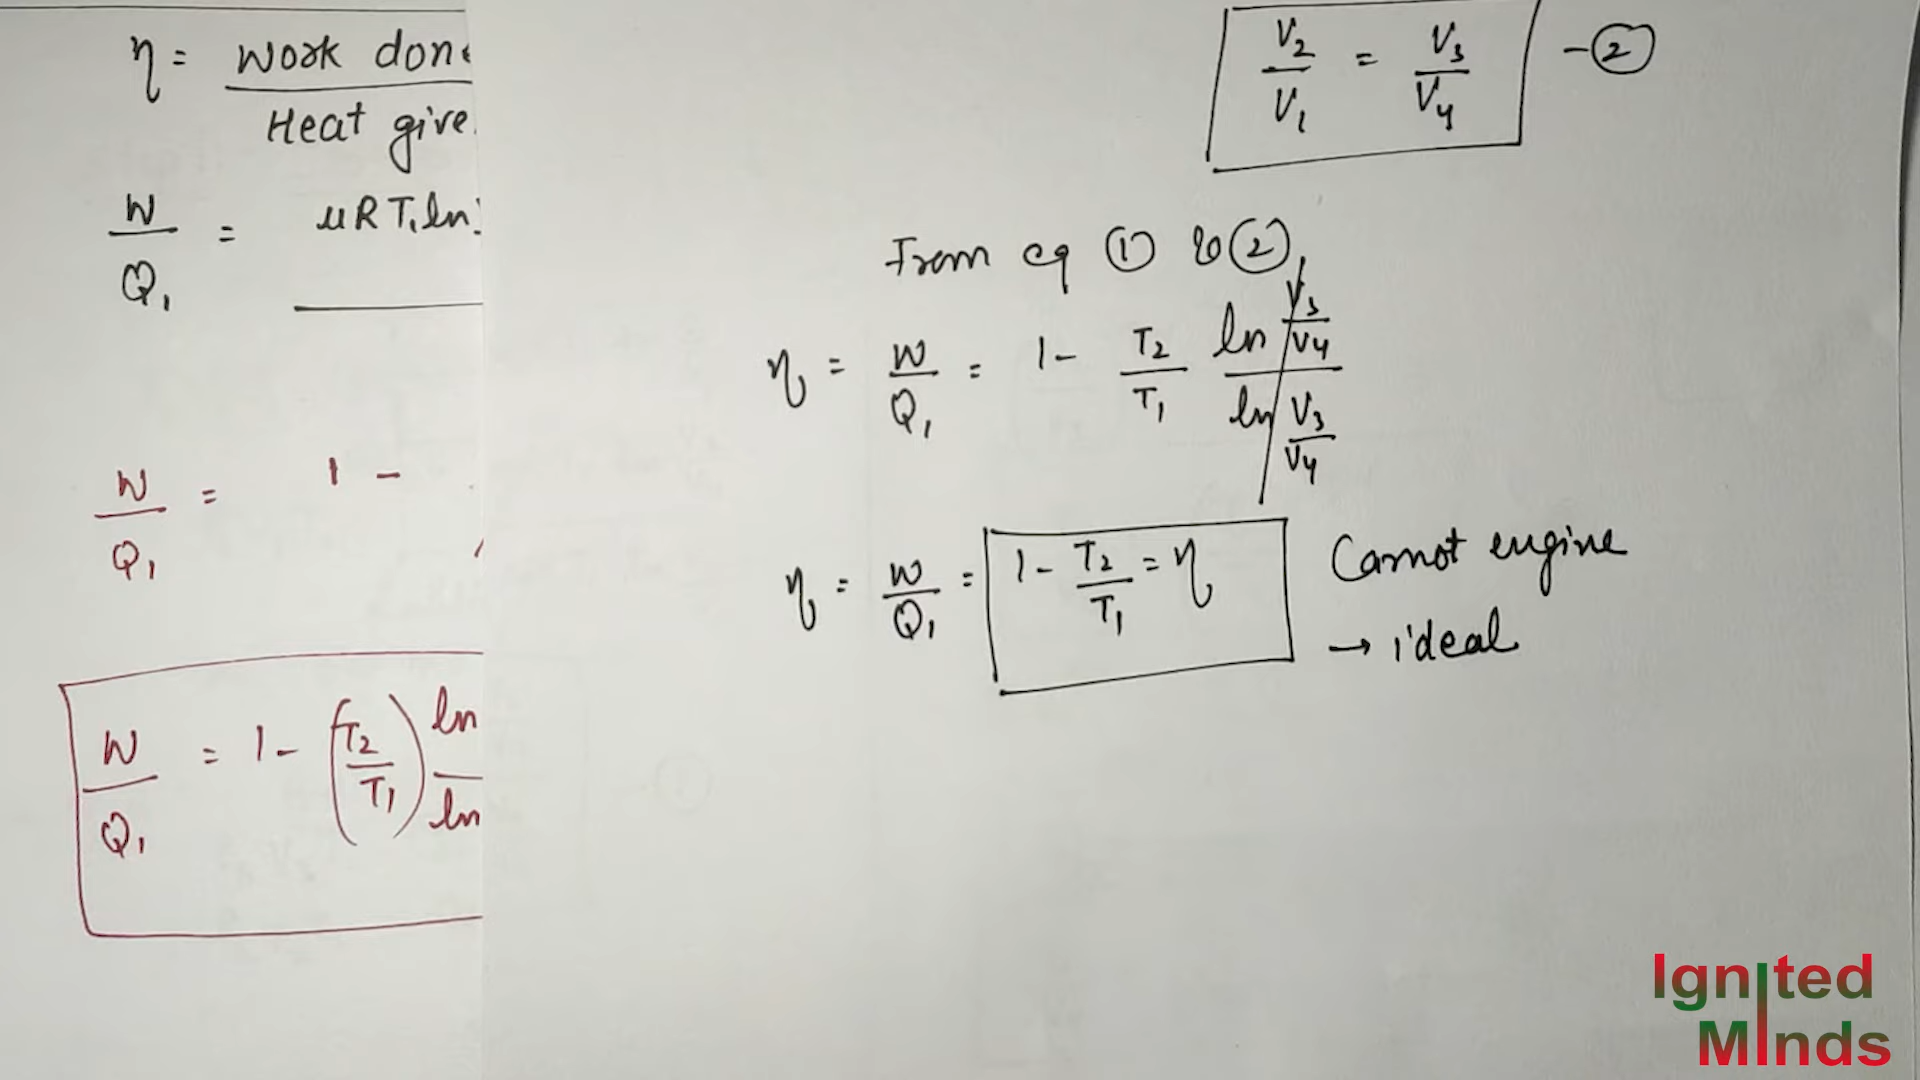 η = Work done
Heat give
W/Q₁ = μRT₁ln
W/Q₁ = 1 -
W/Q₁ = 1 - (T₂/T₁) ln
ln
V₂/V₁ = V₃/V₄ -②
From eq ① & ②,
η = W/Q₁ = 1 - T₂/T₁ ln V₃/V₄ / ln V₃/V₄
η = W/Q₁ = 1 - T₂/T₁ = η Carnot engine
→ ideal
Ignited
Minds